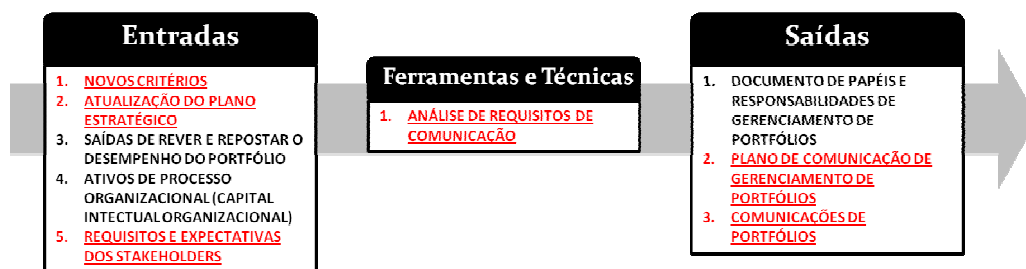 Entradas
1. NOVOS CRITÉRIOS
2. ATUALIZAÇÃO DO PLANO
ESTRATÉGICO
3. SAÍDAS DE REVER E REPOSTAR O
DESEMPENHO DO PORTFÓLIO
4. ATIVOS DE PROCESSO
ORGANIZACIONAL (CAPITAL
INTECTUAL ORGANIZACIONAL)
5. REQUISITOS E EXPECTATIVAS
DOS STAKEHOLDERS
Ferramentas e Técnicas
1. ANÁLISE DE REQUISITOS DE
COMUNICAÇÃO
Saídas
1. DOCUMENTO DE PAPÉIS E
RESPONSABILIDADES DE
GERENCIAMENTO DE
PORTFÓLIOS
2. PLANO DE COMUNICAÇÃO DE
GERENCIAMENTO DE
PORTFÓLIOS
3. COMUNICAÇÕES DE
PORTFÓLIOS